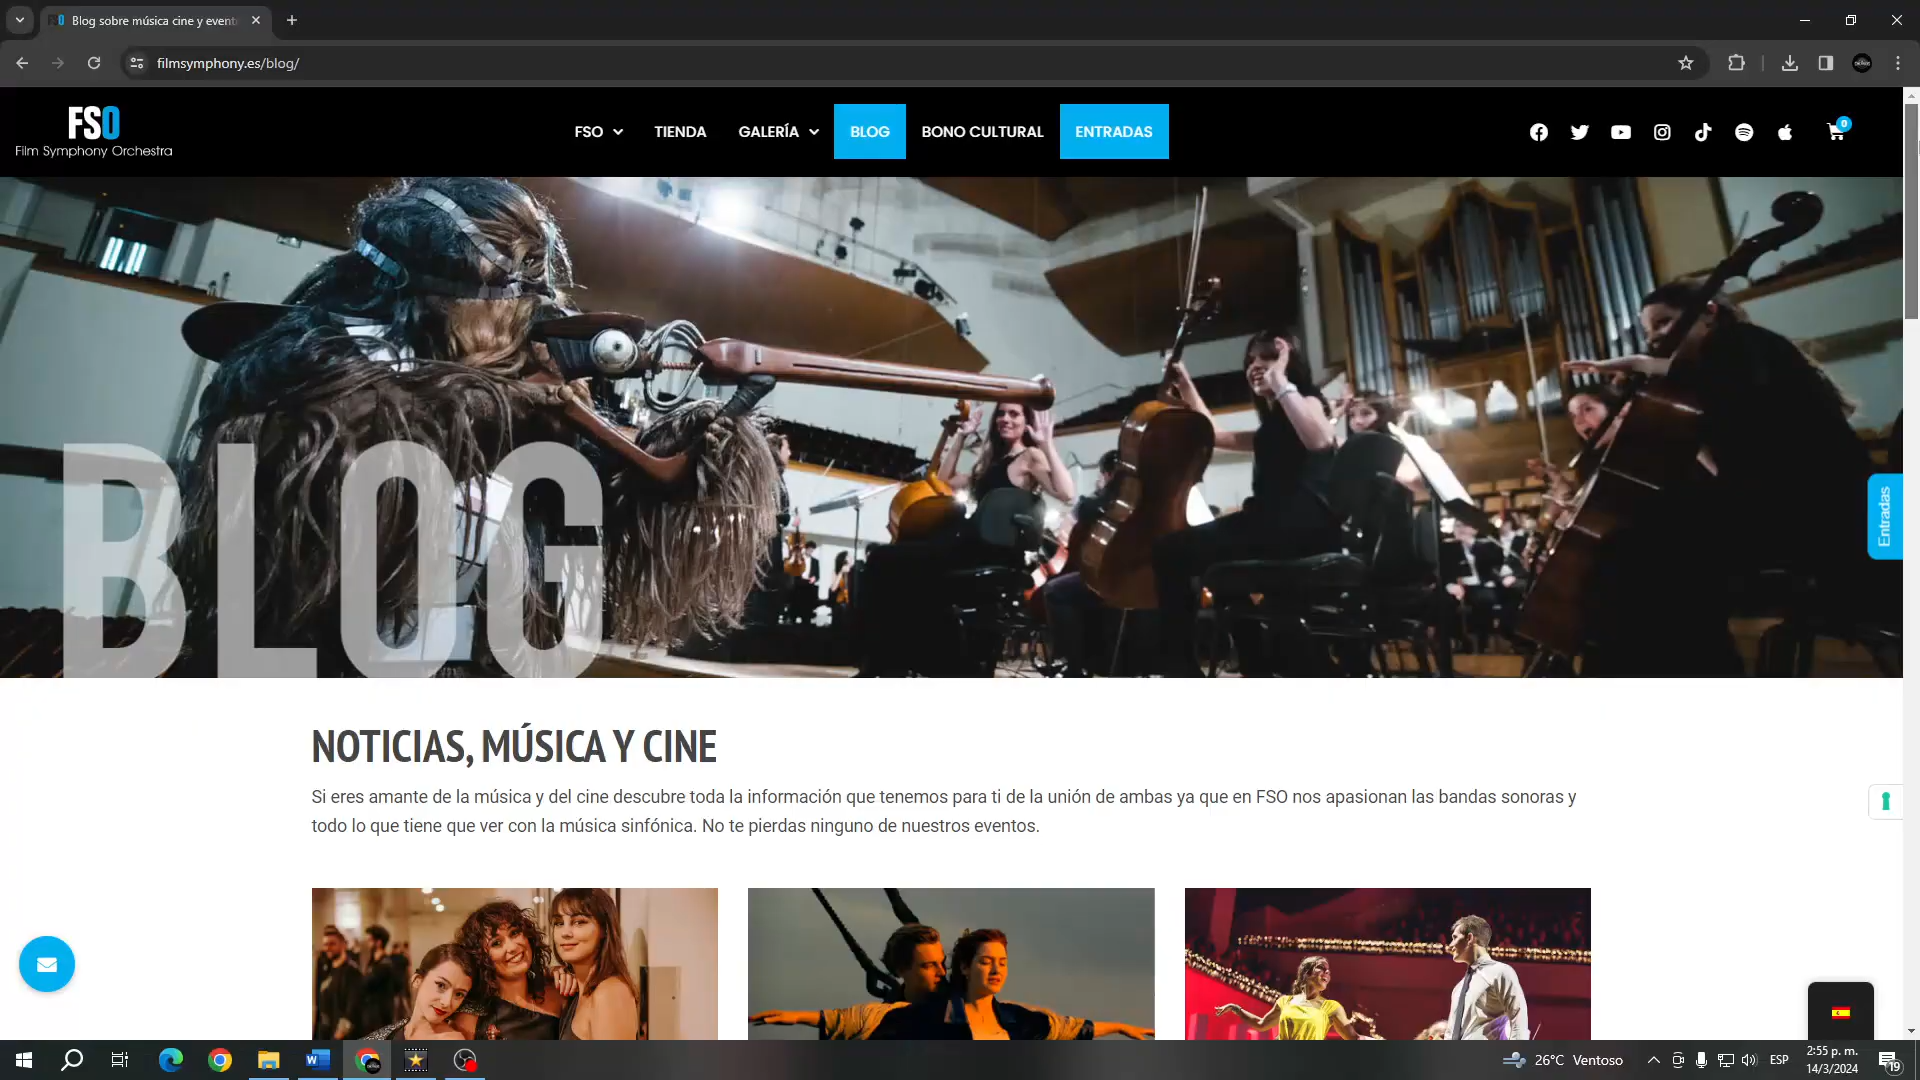 Blog sobre música cine y event
filmsymphony.es/blog/
FSO
Film Symphony Orchestra
FSO
TIENDA
GALERÍA
BLOG
BONO CULTURAL
ENTRADAS
0
BLOG
Entradas
NOTICIAS, MÚSICA Y CINE
Si eres amante de la música y del cine descubre toda la información que tenemos para ti de la unión de ambas ya que en FSO nos apasionan las bandas sonoras y
todo lo que tiene que ver con la música sinfónica. No te pierdas ninguno de nuestros eventos.
26°C Ventoso
ESP
2:55 p. m.
14/3/2024
19